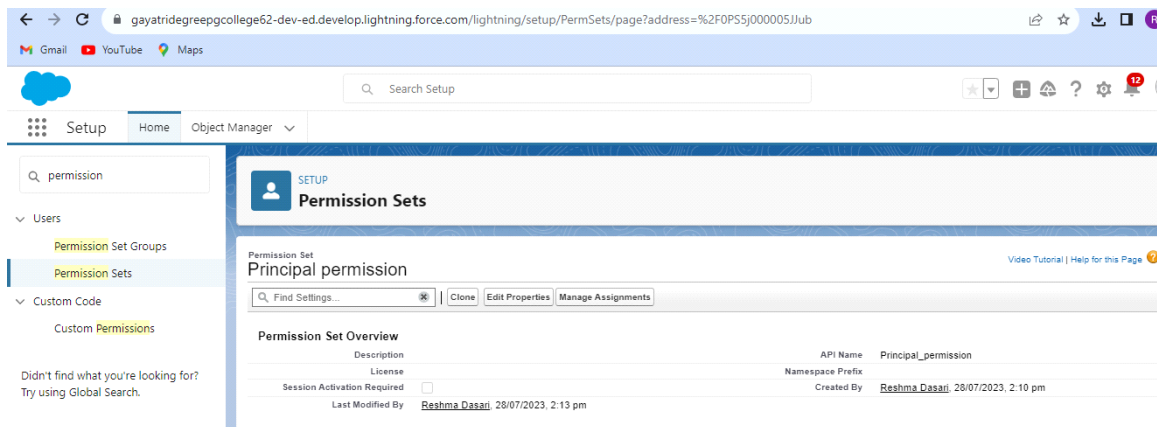 gayatridegreepgcollege62-dev-ed.develop.lightning.force.com/lightning/setup/PermSets/page?address=%2F0PS5j000005JJub
Gmail YouTube Maps
Search Setup
12
Setup Home Object Manager
permission
Users
Permission Set Groups
Permission Sets
Custom Code
Custom Permissions
Didn't find what you're looking for?
Try using Global Search.
SETUP
Permission Sets
Permission Set
Principal permission
Video Tutorial | Help for this Page
Find Settings... | Clone Edit Properties Manage Assignments
Permission Set Overview
Description API Name Principal_permission
License Namespace Prefix
Session Activation Required Created By Reshma Dasari, 28/07/2023, 2:10 pm
Last Modified By Reshma Dasari, 28/07/2023, 2:13 pm